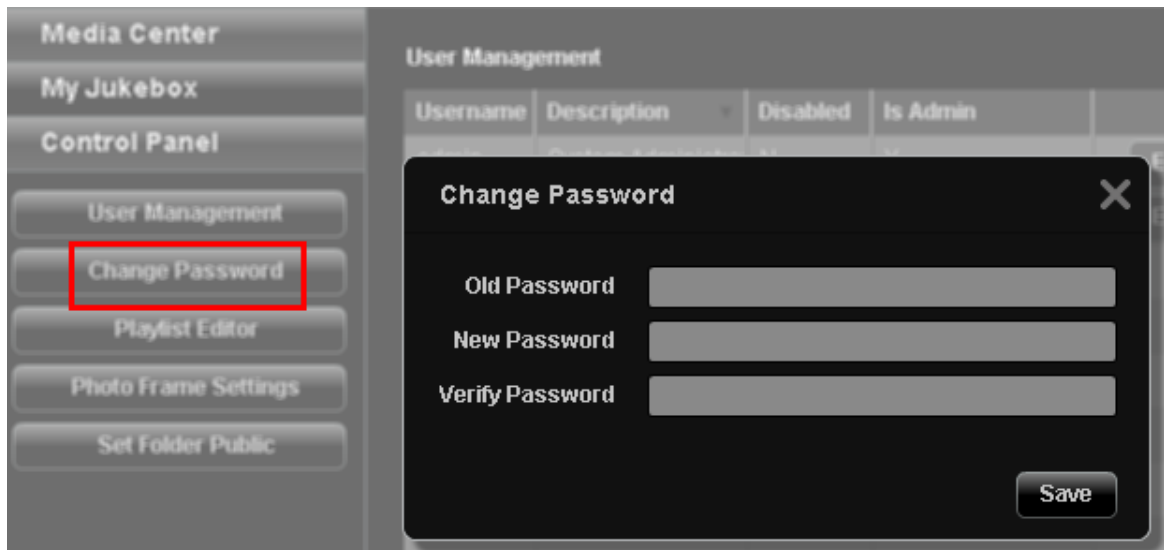 Media Center
My Jukebox
Control Panel
User Management
Change Password
Playlist Editor
Photo Frame Settings
Set Folder Public
User Management
Username Description Disabled Is Admin
Change Password
Old Password
New Password
Verify Password
Save